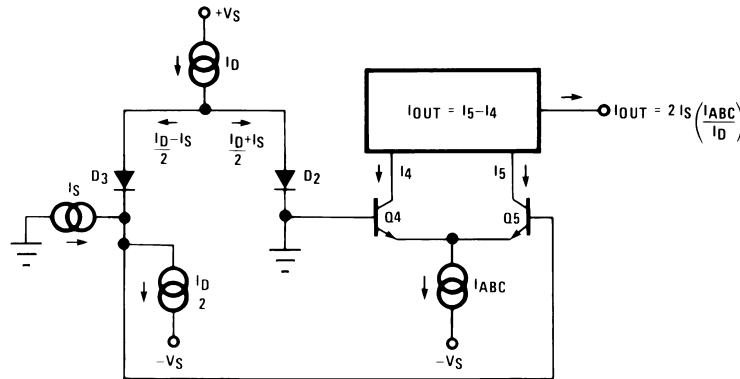 +VS
ID
IOUT = I5–I4
IOUT = 2 IS (IABC/ID)
ID/2–IS
ID/2+IS
D3
D2
I4
I5
IS
Q4
Q5
ID
2
IABC
–VS
–VS